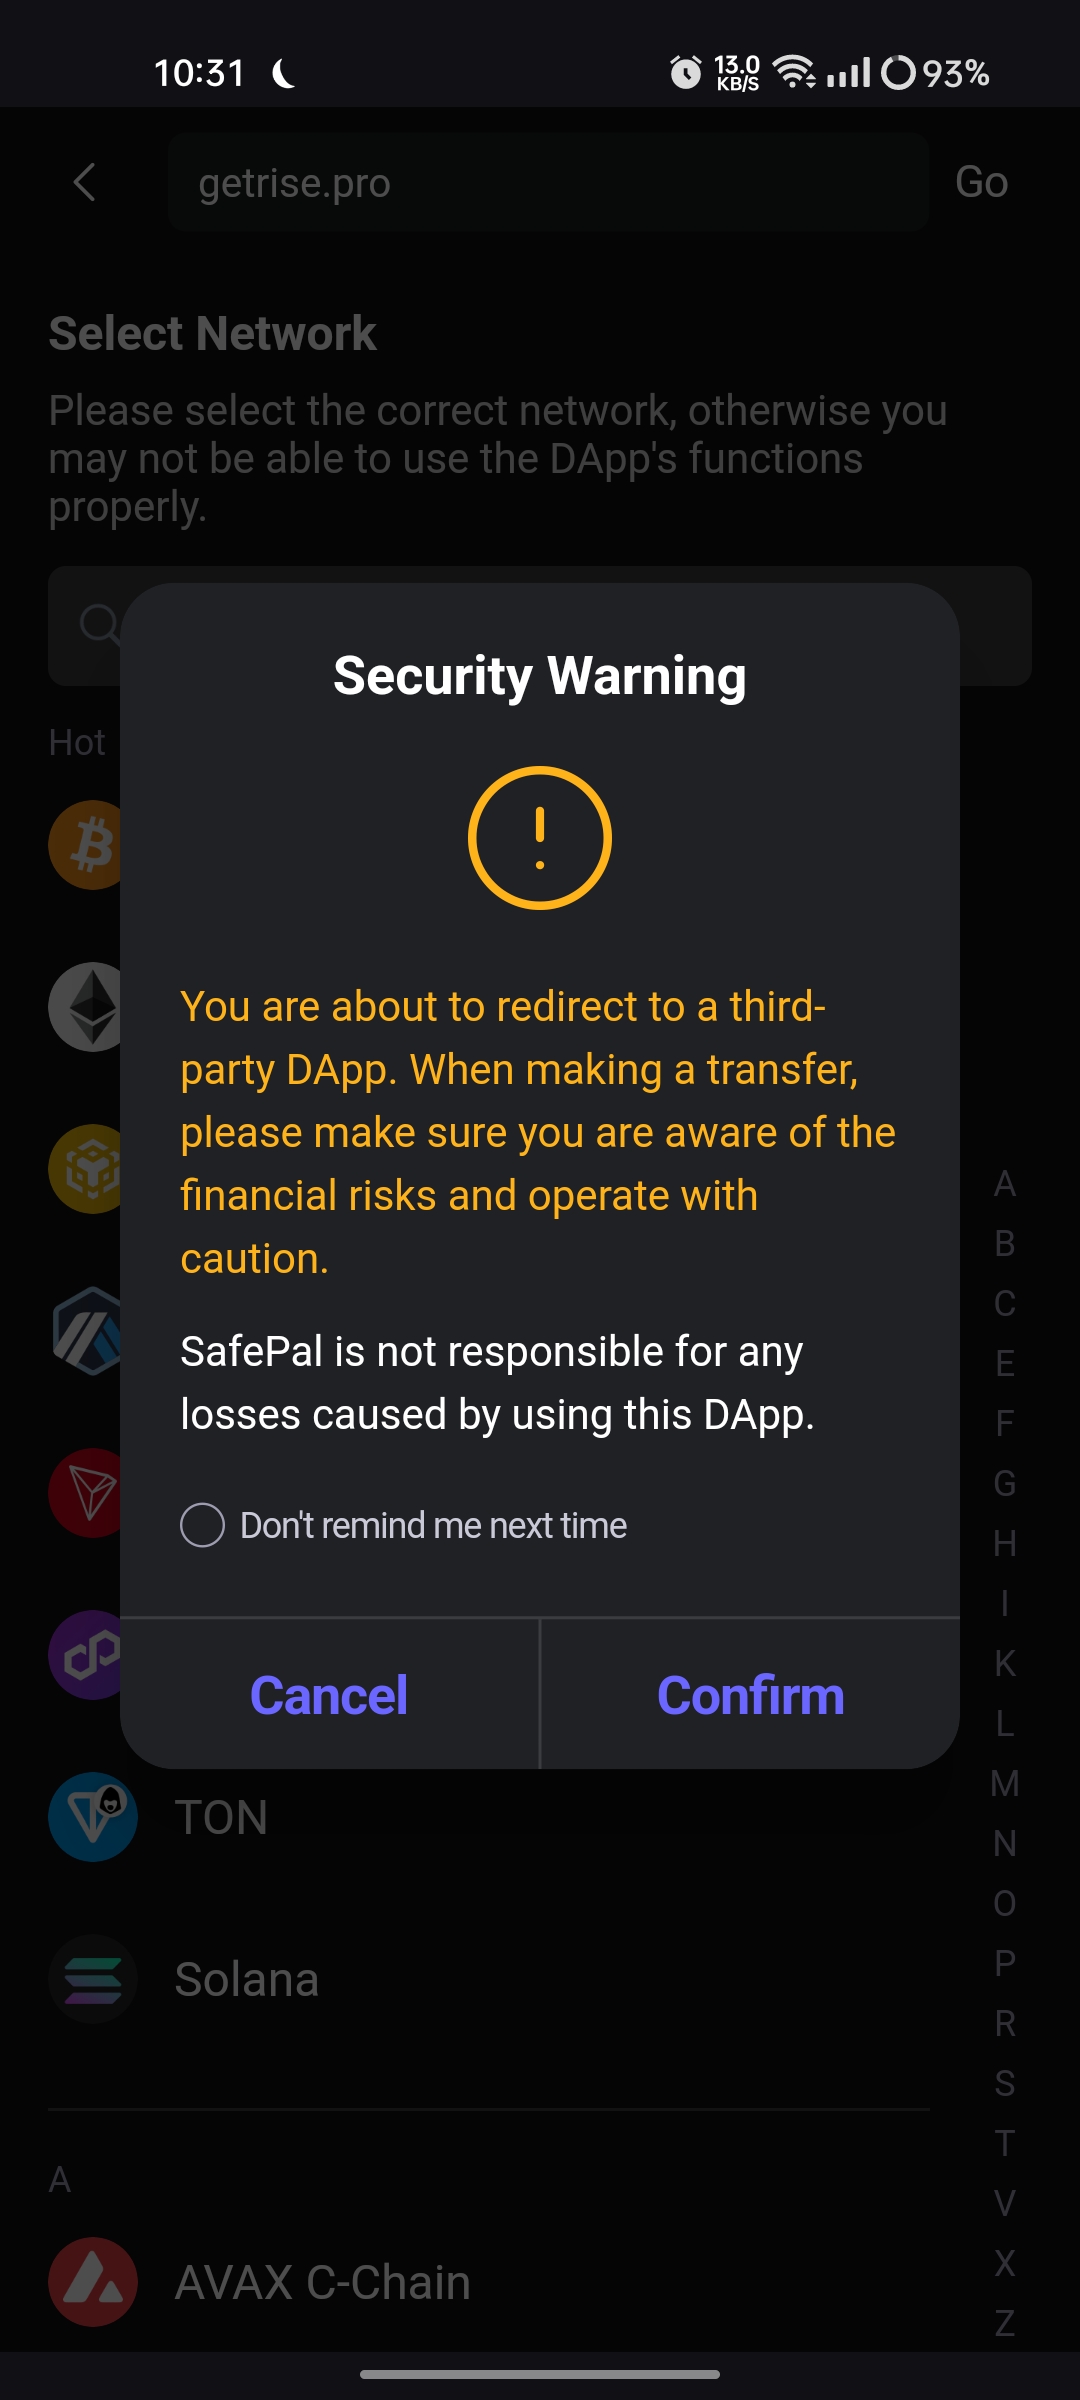 10:31
13.0
KB/S
93%
getrise.pro
Go
Select Network
Please select the correct network, otherwise you
may not be able to use the DApp's functions
properly.
Hot
Security Warning
You are about to redirect to a third-
party DApp. When making a transfer,
please make sure you are aware of the
financial risks and operate with
caution.
SafePal is not responsible for any
losses caused by using this DApp.
Don't remind me next time
Cancel
Confirm
TON
Solana
A
AVAX C-Chain
A
B
C
E
F
G
H
I
K
L
M
N
O
P
R
S
T
V
X
Z